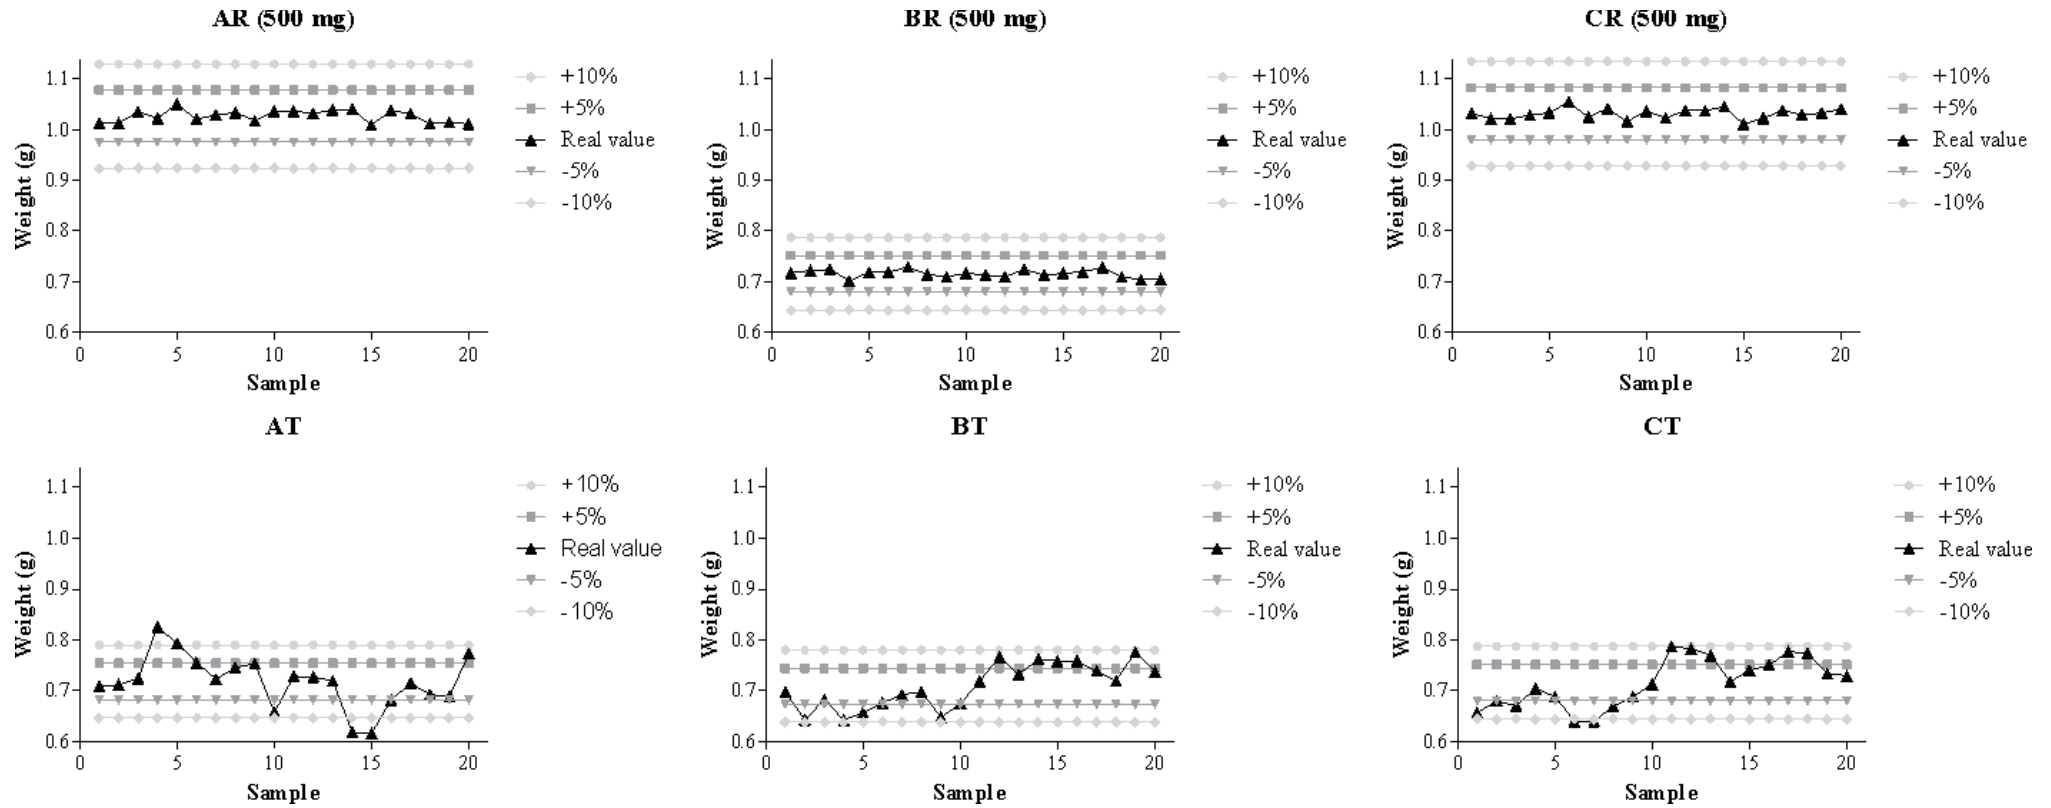 AR (500 mg)
Weight (g)
1.1
1.0
0.9
0.8
0.7
0.6
0 5 10 15 20
Sample
+10%
+5%
Real value
-5%
-10%
BR (500 mg)
Weight (g)
1.1
1.0
0.9
0.8
0.7
0.6
0 5 10 15 20
Sample
+10%
+5%
Real value
-5%
-10%
CR (500 mg)
Weight (g)
1.1
1.0
0.9
0.8
0.7
0.6
0 5 10 15 20
Sample
+10%
+5%
Real value
-5%
-10%
AT
Weight (g)
1.1
1.0
0.9
0.8
0.7
0.6
0 5 10 15 20
Sample
+10%
+5%
Real value
-5%
-10%
BT
Weight (g)
1.1
1.0
0.9
0.8
0.7
0.6
0 5 10 15 20
Sample
+10%
+5%
Real value
-5%
-10%
CT
Weight (g)
1.1
1.0
0.9
0.8
0.7
0.6
0 5 10 15 20
Sample
+10%
+5%
Real value
-5%
-10%